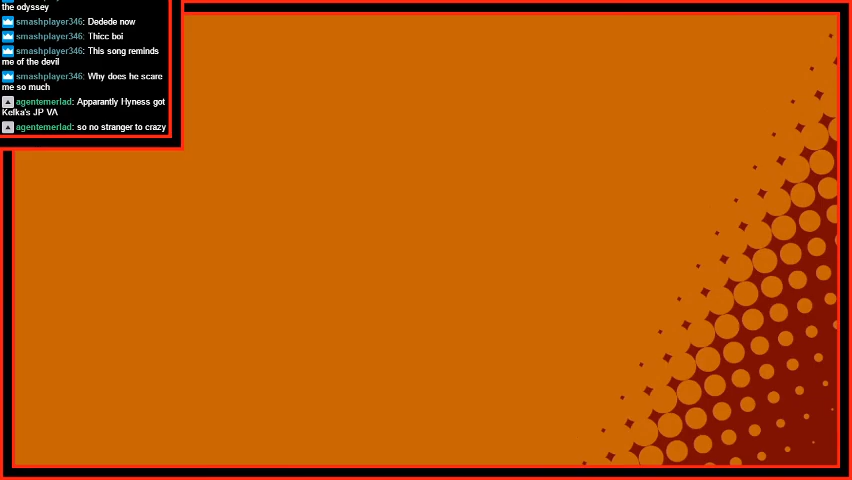 the odyssey
smashplayer346: Dedede now
smashplayer346: Thicc boi
smashplayer346: This song reminds
me of the devil
smashplayer346: Why does he scare
me so much
agentemerlad: Apparantly Hyness got
Kefka's JP VA
agentemerlad: so no stranger to crazy